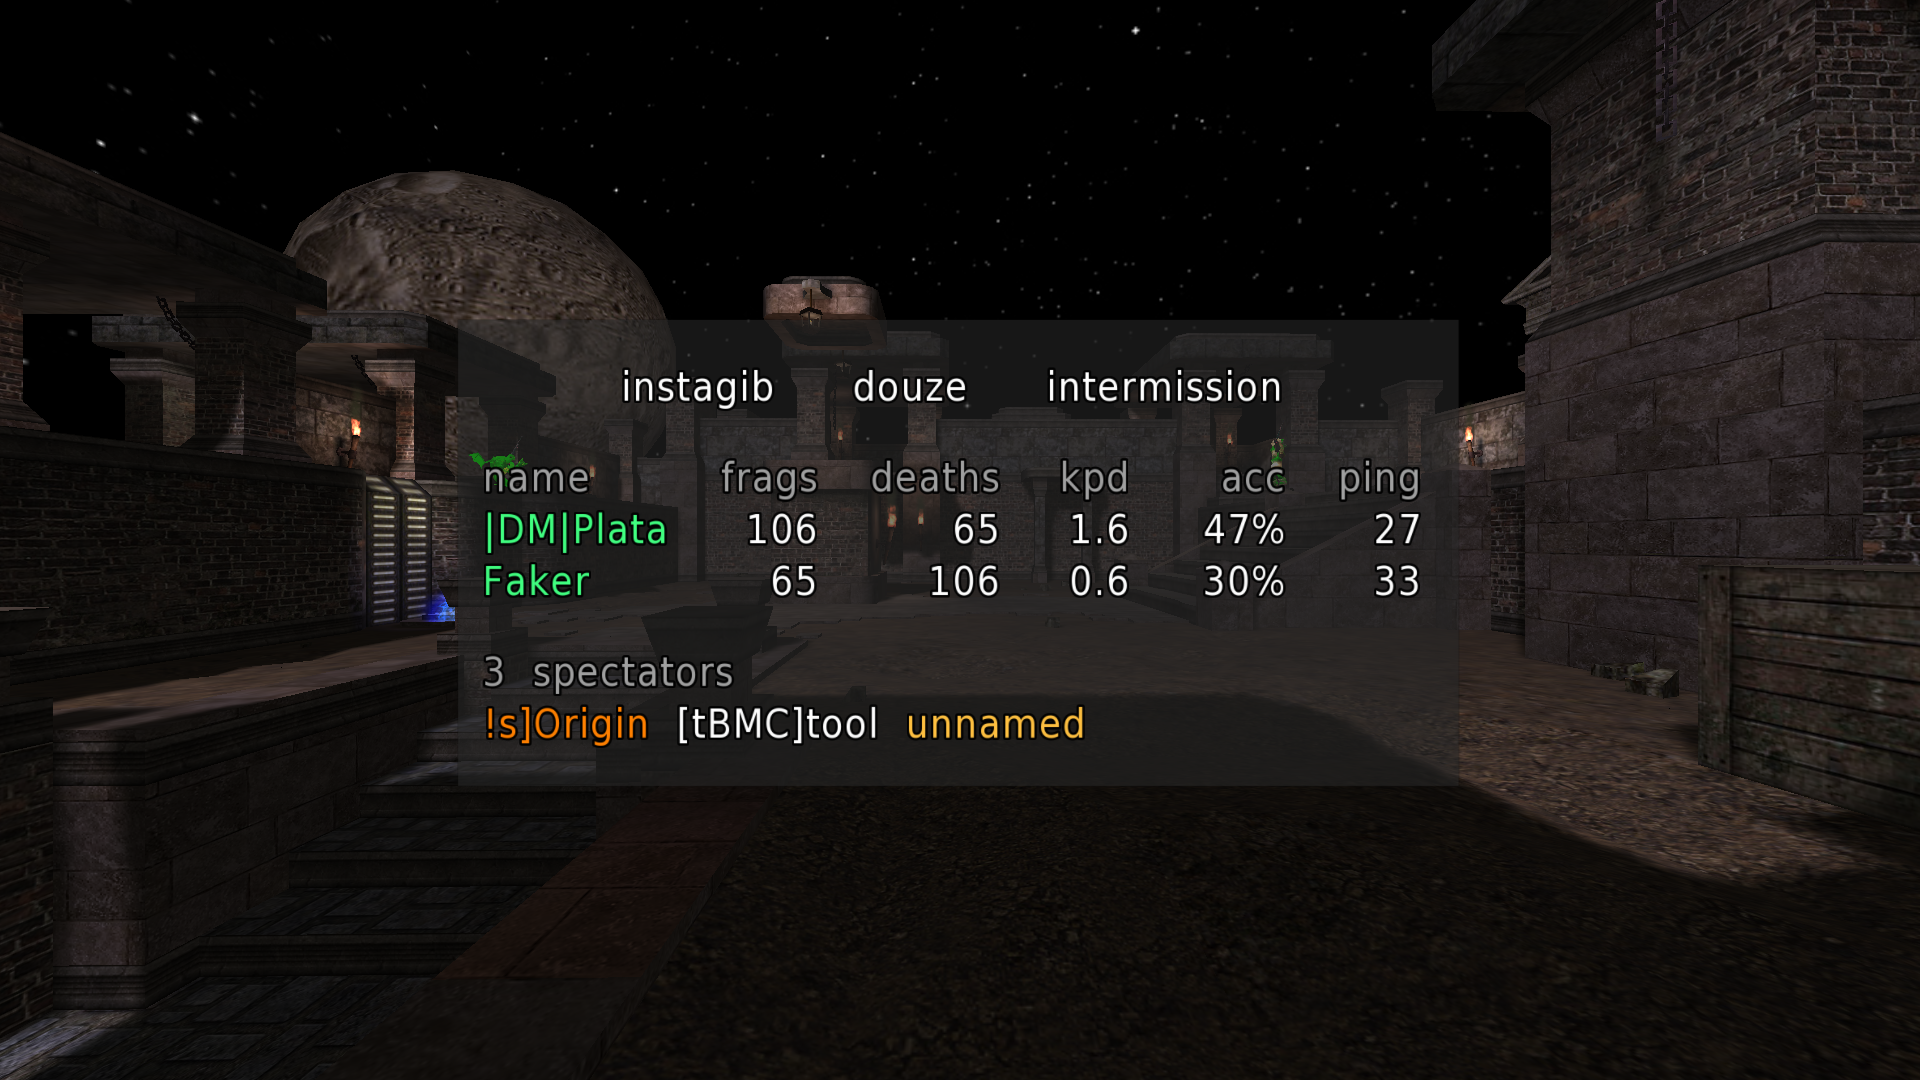 instagib douze intermission
name frags deaths kpd acc ping
|DM|Plata 106 65 1.6 47% 27
Faker 65 106 0.6 30% 33
3 spectators
!s]Origin [tBMC]tool unnamed